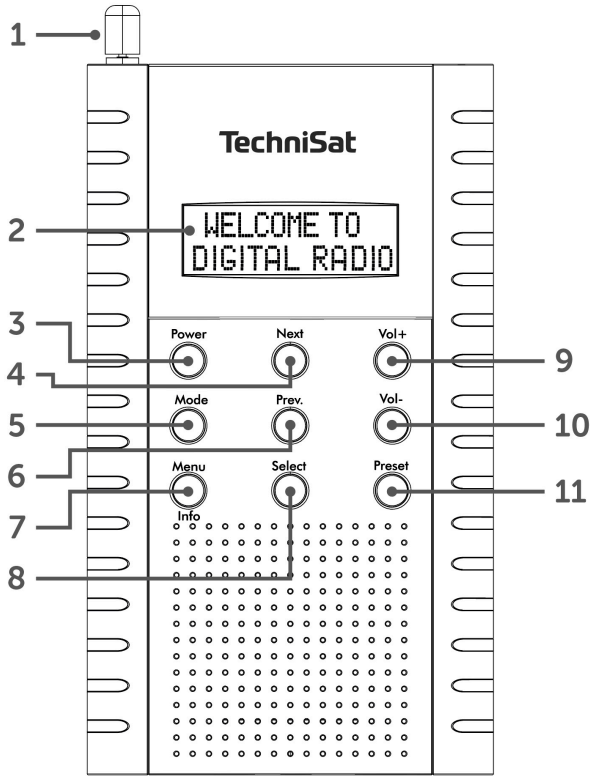 1
TechniSat
2
WELCOME TO
DIGITAL RADIO
3
Power Next Vol+
4
9
Mode Prev. Vol-
5
10
6
Menu Select Preset
7
11
Info
8